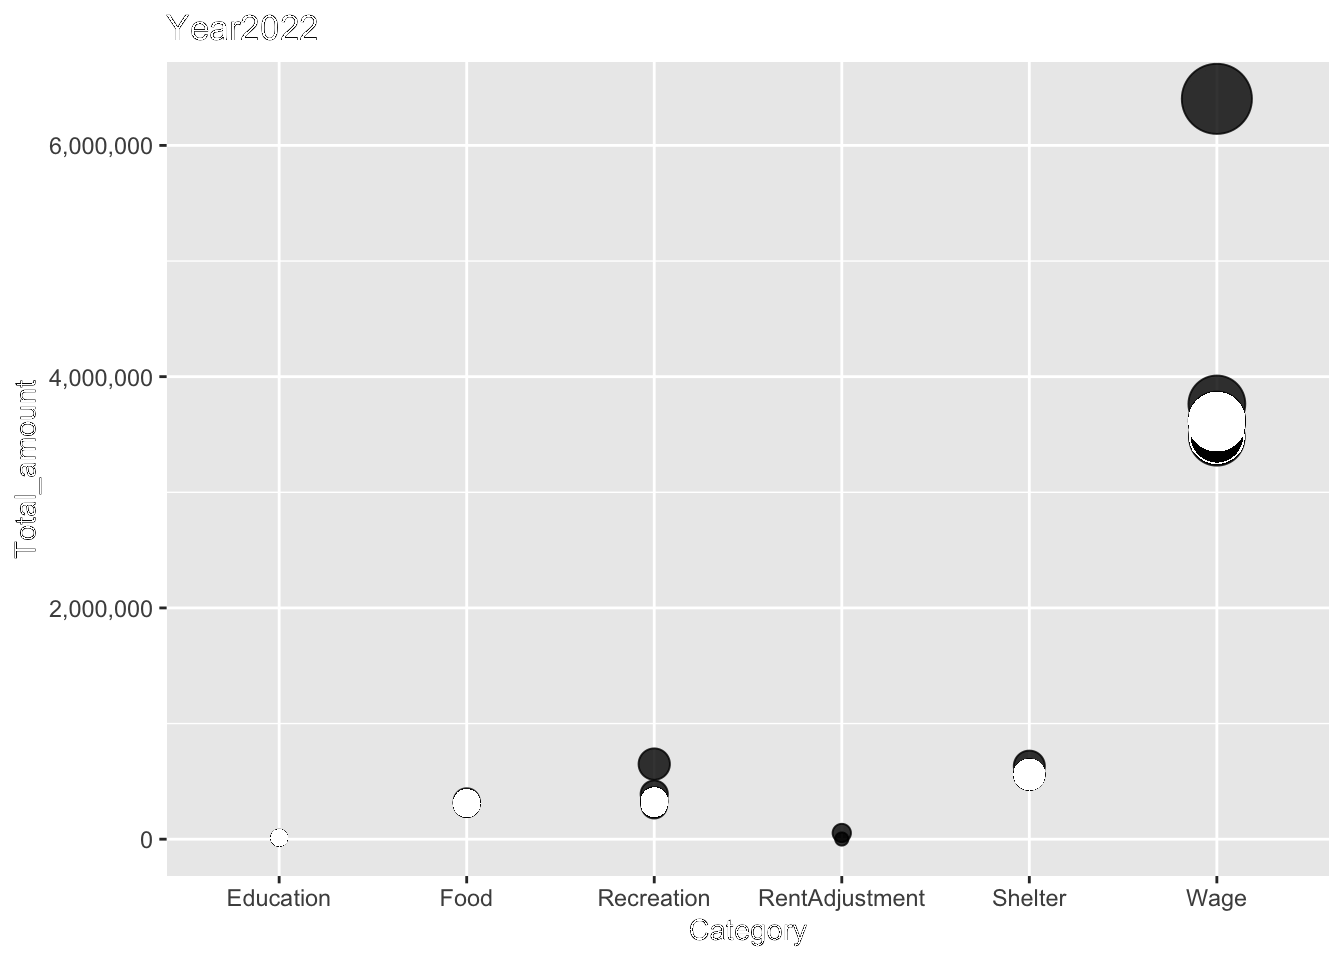 Year2022
Total_amount
6,000,000
4,000,000
2,000,000
0
Education Food Recreation RentAdjustment Shelter Wage
Category